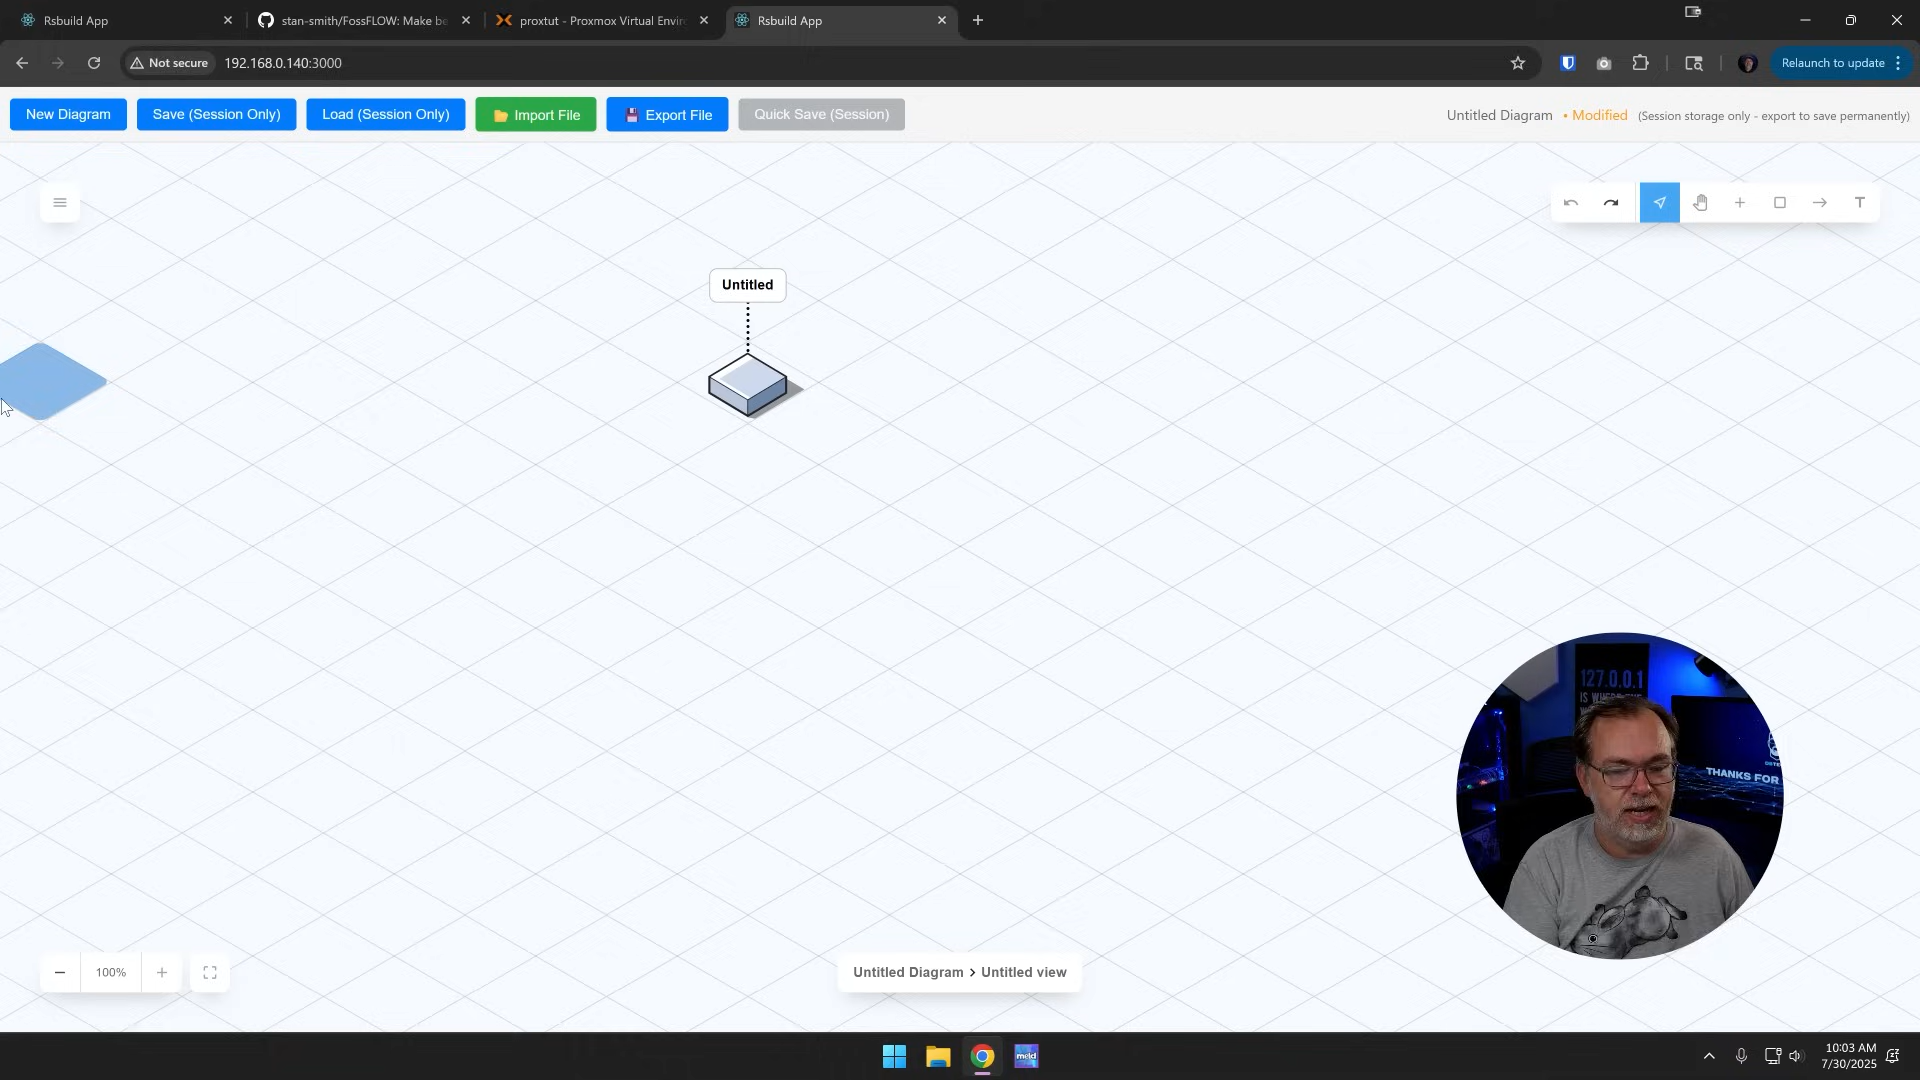 Rsbuild App
stan-smith/FossFLOW: Make be
proxtut - Proxmox Virtual Envir
Rsbuild App
Not secure
192.168.0.140:3000
Relaunch to update
New Diagram
Save (Session Only)
Load (Session Only)
Import File
Export File
Quick Save (Session)
Untitled Diagram
• Modified
(Session storage only - export to save permanently)
T
Untitled
127.0.0.1
THANKS FOR
100%
Untitled Diagram > Untitled view
meld
10:03 AM
7/30/2025